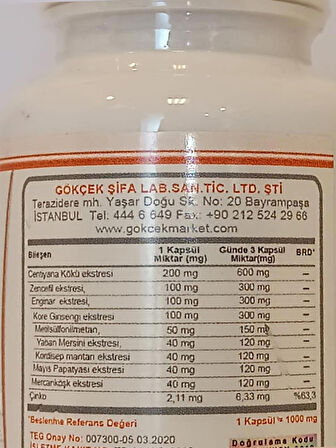 GÖKÇEK ŞİFA LAB.SAN.TİC. LTD. ŞTİ
Terazidere mh. Yaşar Doğu Sk. No: 20 Bayrampaşa
İSTANBUL Tel: 444 6 649 Fax: +90 212 524 29 66
www.gokcekmarket.com
Bileşen 1 Kapsül Miktar (mg) Günde 3 Kapsül Miktar(mg) BRD*
Centiyana Kökü ekstresi 200 mg 600 mg —
Zencefil ekstresi, 100 mg 300 mg —
Enginar ekstresi, 100 mg 300 mg —
Kore Ginsengi ekstresi 100 mg 300 mg —
Metilsülfonilmetan, 50 mg 150 mg —
Yaban Mersini ekstresi, 40 mg 120 mg —
Kordisep mantarı ekstresi 40 mg 120 mg —
Mayıs Papatyası ekstresi 40 mg 120 mg —
Mercanköşk ekstresi 40 mg 120 mg —
Çinko 2,11 mg 6,33 mg %63,3
*Beslenme Referans Değeri 1 Kapsül = 1000 mg
TEG Onay No: 007300-05.03.2020
Doğrulama Kodu
İŞLETME KAYIT